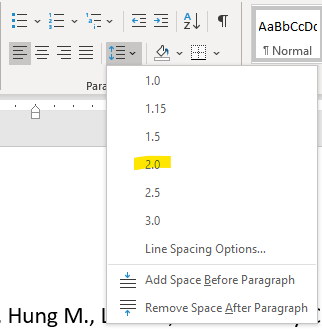 AaBbCcDc
¶ Normal
Para
1.0
1.15
1.5
2.0
2.5
3.0
Line Spacing Options...
Add Space Before Paragraph
Remove Space After Paragraph
Hung M., L